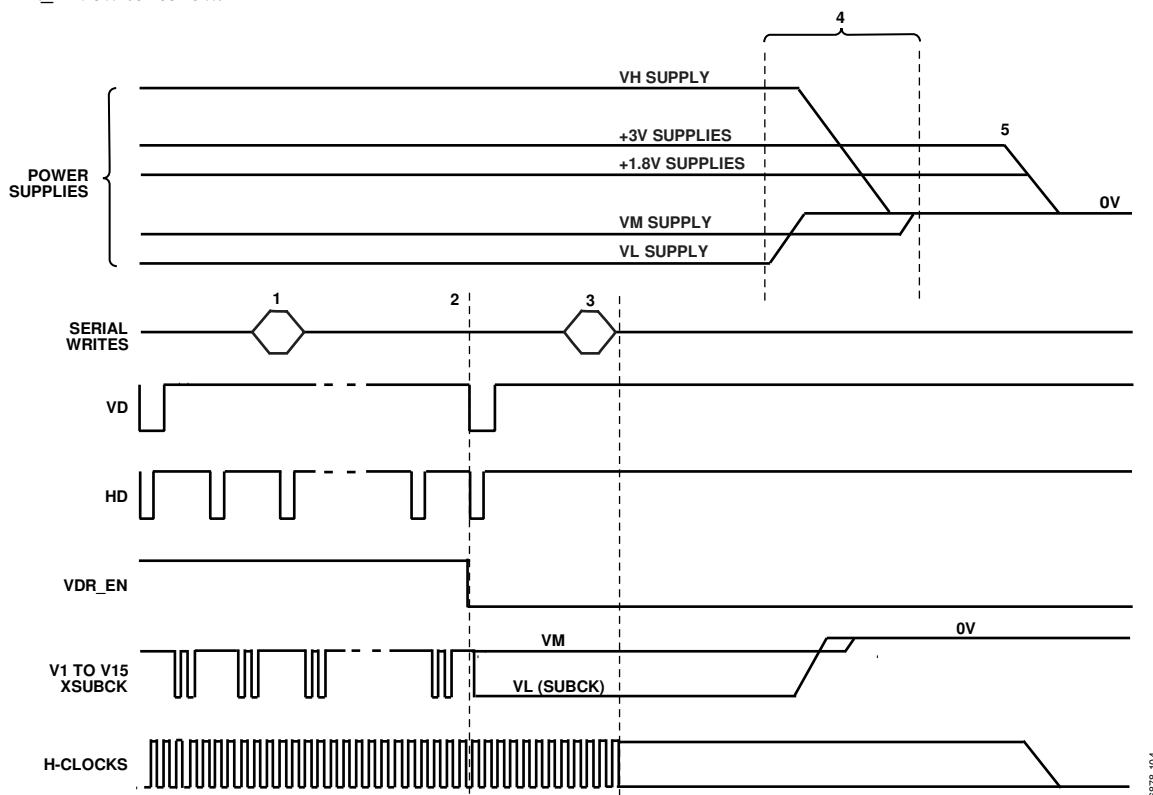 4
VH SUPPLY
+3V SUPPLIES
5
+1.8V SUPPLIES
POWER
SUPPLIES
0V
VM SUPPLY
VL SUPPLY
1
2
3
SERIAL
WRITES
VD
HD
VDR_EN
VM
0V
V1 TO V15
XSUBCK
VL (SUBCK)
H-CLOCKS